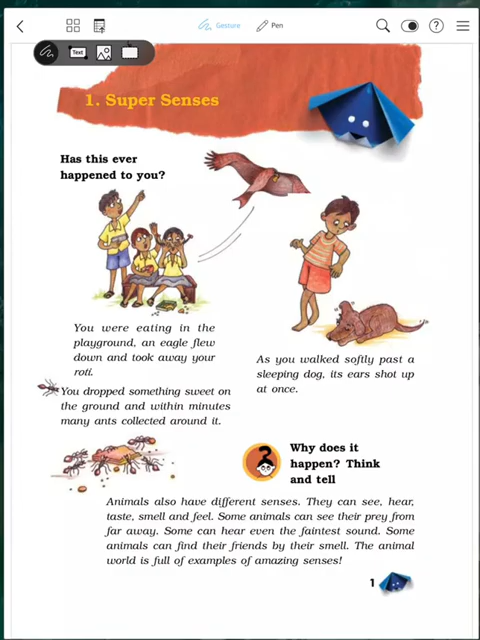 Gesture
Pen
Text
1. Super Senses
Has this ever
happened to you?
You were eating in the
playground, an eagle flew
down and took away your
roti.
As you walked softly past a
sleeping dog, its ears shot up
at once.
You dropped something sweet on
the ground and within minutes
many ants collected around it.
Why does it
happen? Think
and tell
Animals also have different senses. They can see, hear,
taste, smell and feel. Some animals can see their prey from
far away. Some can hear even the faintest sound. Some
animals can find their friends by their smell. The animal
world is full of examples of amazing senses!
1